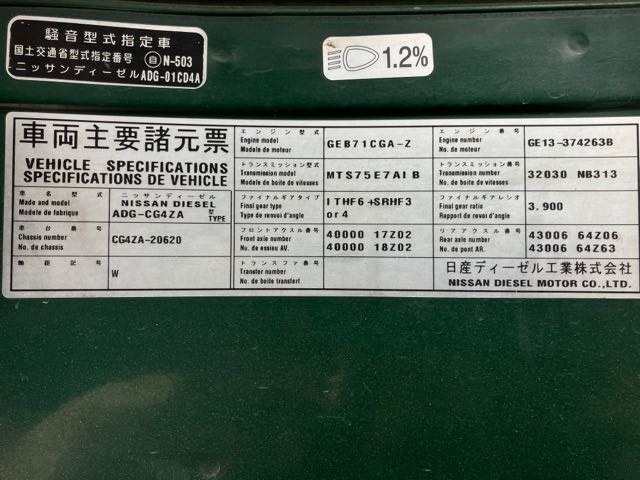 騒音型式指定車
国土交通省型式指定番号 自 N-503
ニッサンディーゼル ADG-01CD4A
1.2%
車両主要諸元票
VEHICLE SPECIFICATIONS
SPECIFICATIONS DE VEHICLE
車名型式
Made and model
Modele de fabrique
ニッサンディーゼル
NISSAN DIESEL
ADG-CG4ZA 型 TYPE
車台番号
Chassis number
No. de chassis
CG4ZA-20620
軸距記号
W
エンジン型式
Engine model
Modele de moteur
GEB71CGA-Z
トランスミッション型式
Transmission model
Modele de boite de vitesses
MTS75E7AI B
ファイナルギアタイプ
Final gear type
Type de renvoi d'angle
I THF6+SRHF3
or 4
フロントアクスル番号
Front axle number
No. de essieu AV.
40000 17Z02
40000 18Z02
トランスファ番号
Transfer number
No. de boite transfert
エンジン番号
Engine number
No. de moteur
GE13-374263B
トランスミッション番号
Transmission number
No. de boite de vitesses
32030 NB313
ファイナルギアレシオ
Final gear ratio
Rapport de renvoi d'angle
3.900
リアアクスル番号
Rear axle number
No. de post AR.
43006 64Z06
43006 64Z63
日産ディーゼル工業株式会社
NISSAN DIESEL MOTOR CO.,LTD.